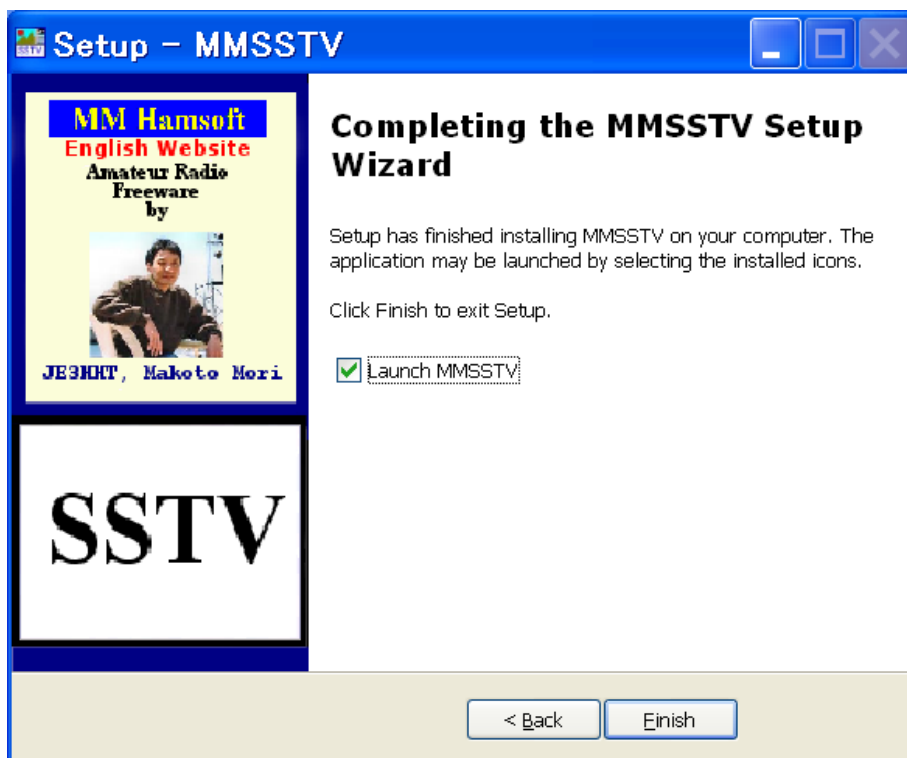 Setup - MMSSTV
MM Hamsoft
English Website
Amateur Radio
Freeware
by
JE3HHT, Makoto Mori
SSTV
Completing the MMSSTV Setup
Wizard
Setup has finished installing MMSSTV on your computer. The
application may be launched by selecting the installed icons.
Click Finish to exit Setup.
Launch MMSSTV
< Back
Finish